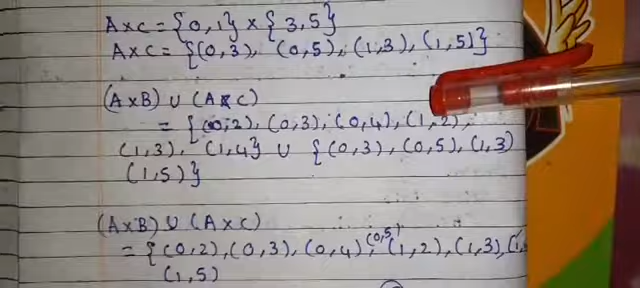 A×C = {0,1} × {3,5}
A×C = {(0,3), (0,5), (1,3), (1,5)}
(A×B) ∪ (A×C)
= {(0,2), (0,3), (0,4), (1,2),
(1,3), (1,4)} ∪ {(0,3), (0,5), (1,3)
(1,5)}
(A×B) ∪ (A×C)
= {(0,2), (0,3), (0,4), (0,5), (1,2), (1,3),
(1,5)